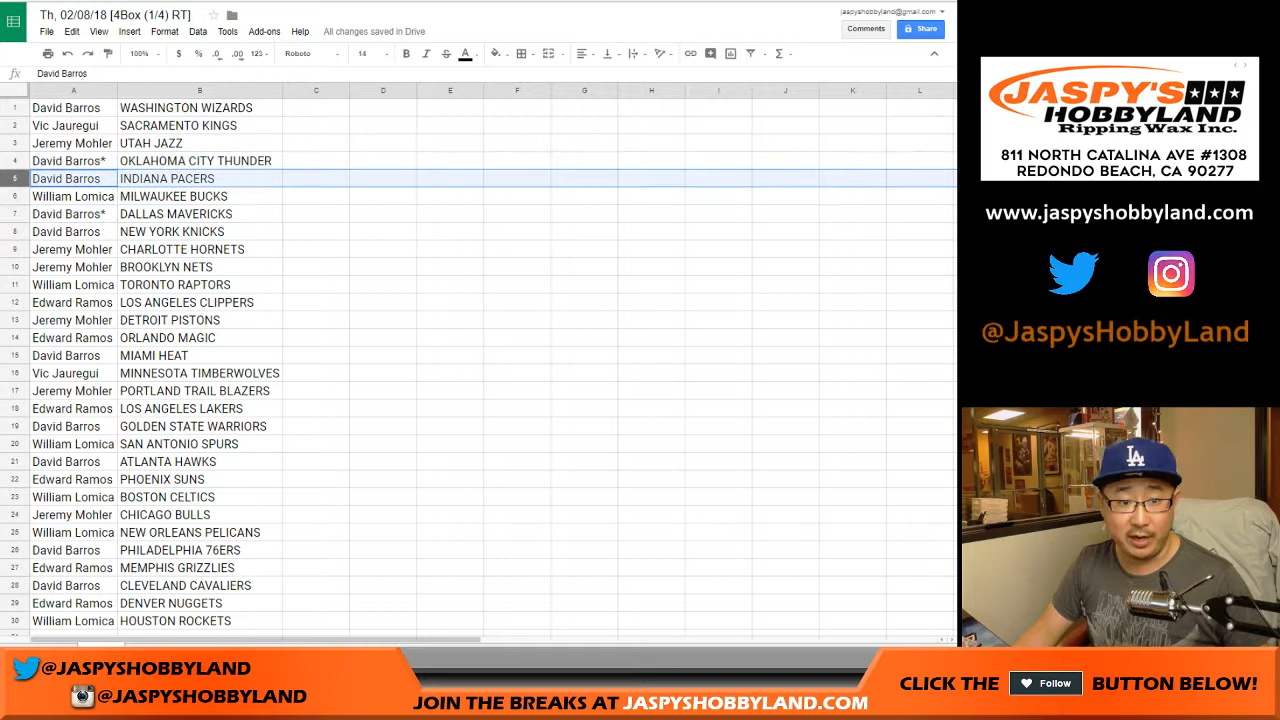 Th, 02/08/18 [4Box (1/4) RT]
jaspyshobbyland@gmail.com
File Edit View Insert Format Data Tools Add-ons Help All changes saved in Drive
Comments Share
100% $ % .0 .00 123 Roboto 14 B I S A
fx David Barros
A B C D E F G H I J K L
1 David Barros WASHINGTON WIZARDS
2 Vic Jauregui SACRAMENTO KINGS
3 Jeremy Mohler UTAH JAZZ
4 David Barros* OKLAHOMA CITY THUNDER
5 David Barros INDIANA PACERS
6 William Lomica MILWAUKEE BUCKS
7 David Barros* DALLAS MAVERICKS
8 David Barros NEW YORK KNICKS
9 Jeremy Mohler CHARLOTTE HORNETS
10 Jeremy Mohler BROOKLYN NETS
11 William Lomica TORONTO RAPTORS
12 Edward Ramos LOS ANGELES CLIPPERS
13 Jeremy Mohler DETROIT PISTONS
14 Edward Ramos ORLANDO MAGIC
15 David Barros MIAMI HEAT
16 Vic Jauregui MINNESOTA TIMBERWOLVES
17 Jeremy Mohler PORTLAND TRAIL BLAZERS
18 Edward Ramos LOS ANGELES LAKERS
19 David Barros GOLDEN STATE WARRIORS
20 William Lomica SAN ANTONIO SPURS
21 David Barros ATLANTA HAWKS
22 Edward Ramos PHOENIX SUNS
23 William Lomica BOSTON CELTICS
24 Jeremy Mohler CHICAGO BULLS
25 William Lomica NEW ORLEANS PELICANS
26 David Barros PHILADELPHIA 76ERS
27 Edward Ramos MEMPHIS GRIZZLIES
28 David Barros CLEVELAND CAVALIERS
29 Edward Ramos DENVER NUGGETS
30 William Lomica HOUSTON ROCKETS
JASPY'S
HOBBYLAND
Ripping Wax Inc.
811 NORTH CATALINA AVE #1308
REDONDO BEACH, CA 90277
www.jaspyshobbyland.com
@JaspysHobbyLand
LA
@JASPYSHOBBYLAND
@JASPYSHOBBYLAND
JOIN THE BREAKS AT JASPYSHOBBYLAND.COM
CLICK THE Follow BUTTON BELOW!